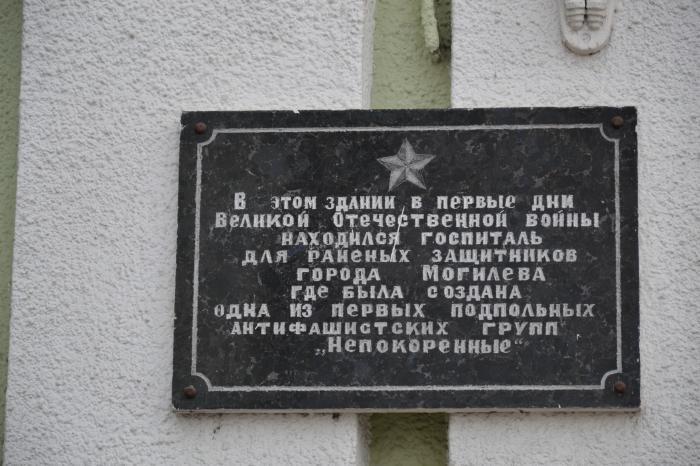 В этом здании в первые дни
Великой Отечественной войны
находился госпиталь
для раненых защитников
города Могилева
где была создана
одна из первых подпольных
антифашистских групп
„Непокоренные“